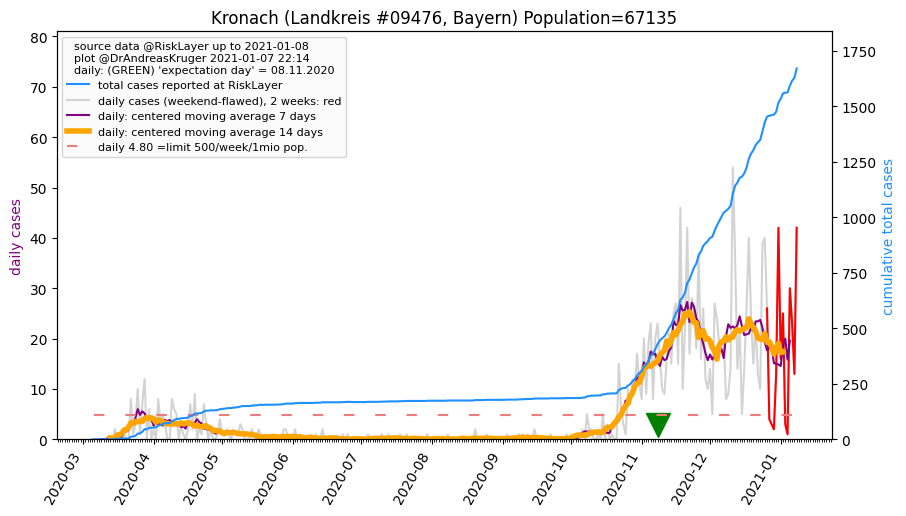 Kronach (Landkreis #09476, Bayern) Population=67135
source data @RiskLayer up to 2021-01-08
plot @DrAndreasKruger 2021-01-07 22:14
daily: (GREEN) 'expectation day' = 08.11.2020
total cases reported at RiskLayer
daily cases (weekend-flawed), 2 weeks: red
daily: centered moving average 7 days
daily: centered moving average 14 days
daily 4.80 =limit 500/week/1mio pop.
daily cases
80
70
60
50
40
30
20
10
0
cumulative total cases
1750
1500
1250
1000
750
500
250
0
2020-03
2020-04
2020-05
2020-06
2020-07
2020-08
2020-09
2020-10
2020-11
2020-12
2021-01